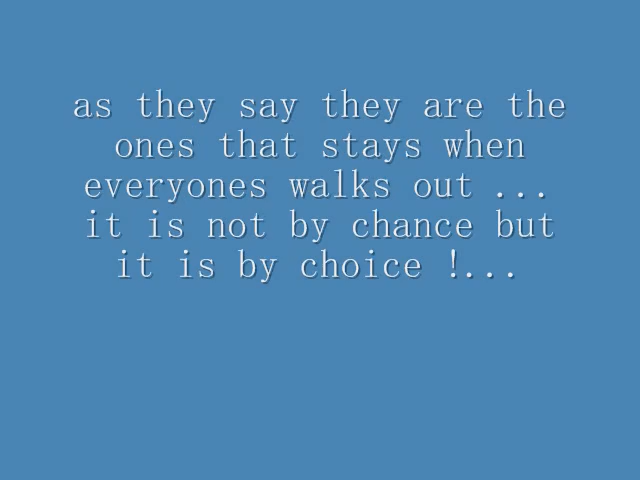 as they say they are the
ones that stays when
everyones walks out ...
it is not by chance but
it is by choice !...